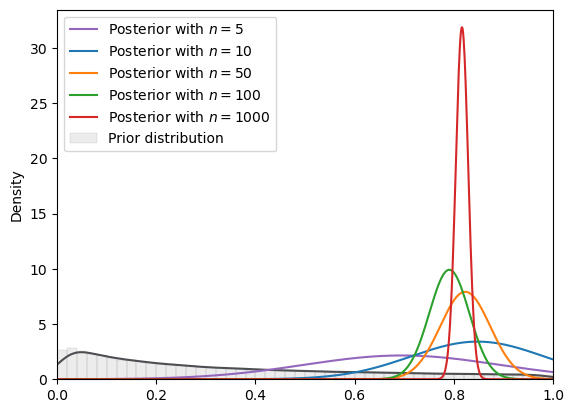 Posterior with n = 5
Posterior with n = 10
Posterior with n = 50
Posterior with n = 100
Posterior with n = 1000
Prior distribution
Density
30
25
20
15
10
5
0
0.0 0.2 0.4 0.6 0.8 1.0